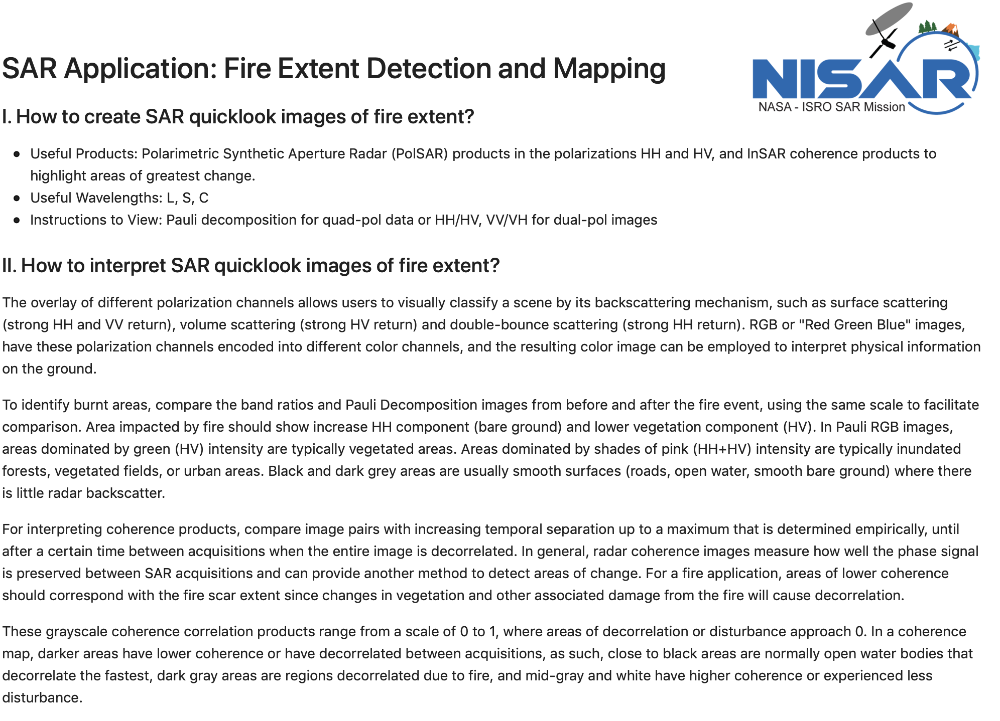 NISAR
NASA - ISRO SAR Mission
SAR Application: Fire Extent Detection and Mapping
I. How to create SAR quicklook images of fire extent?
• Useful Products: Polarimetric Synthetic Aperture Radar (PolSAR) products in the polarizations HH and HV, and InSAR coherence products to
highlight areas of greatest change.
• Useful Wavelengths: L, S, C
• Instructions to View: Pauli decomposition for quad-pol data or HH/HV, VV/VH for dual-pol images
II. How to interpret SAR quicklook images of fire extent?
The overlay of different polarization channels allows users to visually classify a scene by its backscattering mechanism, such as surface scattering
(strong HH and VV return), volume scattering (strong HV return) and double-bounce scattering (strong HH return). RGB or "Red Green Blue" images,
have these polarization channels encoded into different color channels, and the resulting color image can be employed to interpret physical information
on the ground.
To identify burnt areas, compare the band ratios and Pauli Decomposition images from before and after the fire event, using the same scale to facilitate
comparison. Area impacted by fire should show increase HH component (bare ground) and lower vegetation component (HV). In Pauli RGB images,
areas dominated by green (HV) intensity are typically vegetated areas. Areas dominated by shades of pink (HH+HV) intensity are typically inundated
forests, vegetated fields, or urban areas. Black and dark grey areas are usually smooth surfaces (roads, open water, smooth bare ground) where there
is little radar backscatter.
For interpreting coherence products, compare image pairs with increasing temporal separation up to a maximum that is determined empirically, until
after a certain time between acquisitions when the entire image is decorrelated. In general, radar coherence images measure how well the phase signal
is preserved between SAR acquisitions and can provide another method to detect areas of change. For a fire application, areas of lower coherence
should correspond with the fire scar extent since changes in vegetation and other associated damage from the fire will cause decorrelation.
These grayscale coherence correlation products range from a scale of 0 to 1, where areas of decorrelation or disturbance approach 0. In a coherence
map, darker areas have lower coherence or have decorrelated between acquisitions, as such, close to black areas are normally open water bodies that
decorrelate the fastest, dark gray areas are regions decorrelated due to fire, and mid-gray and white have higher coherence or experienced less
disturbance.